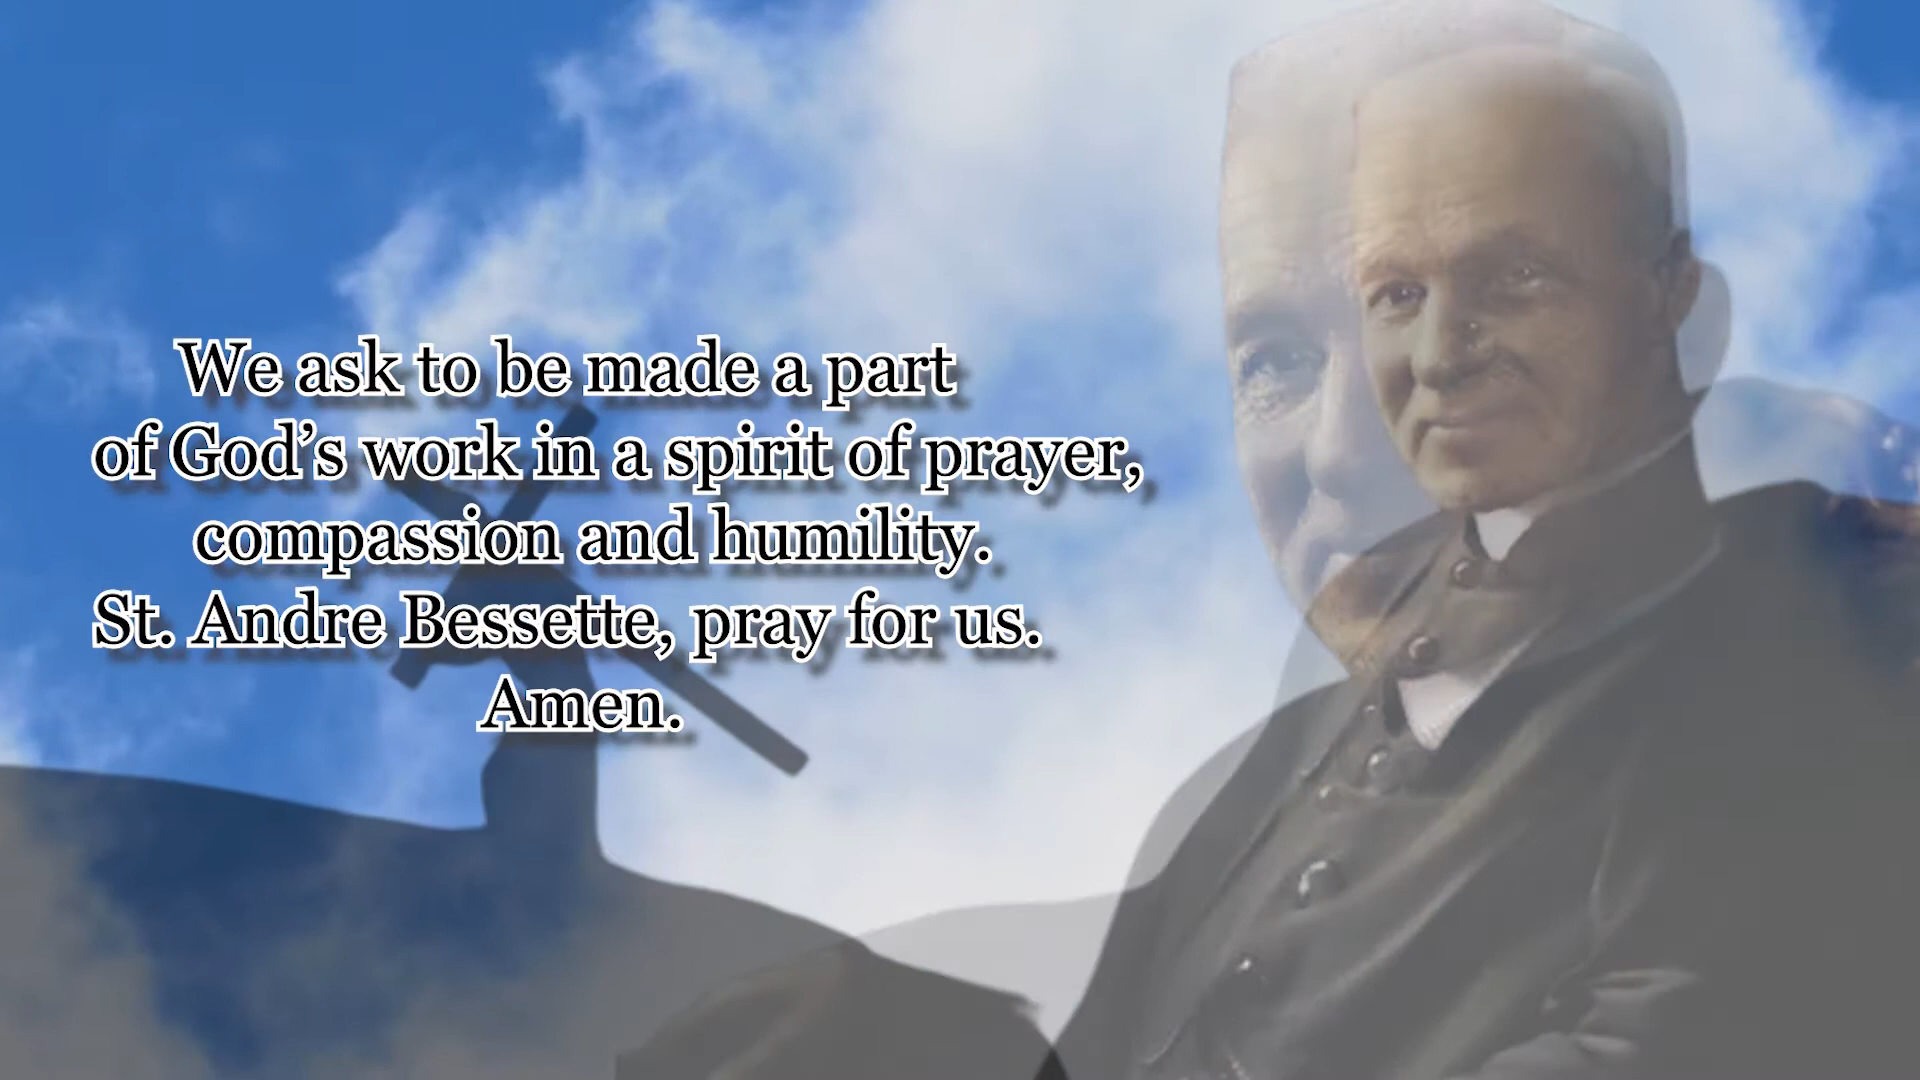 We ask to be made a part
of God’s work in a spirit of prayer,
compassion and humility.
St. Andre Bessette, pray for us.
Amen.